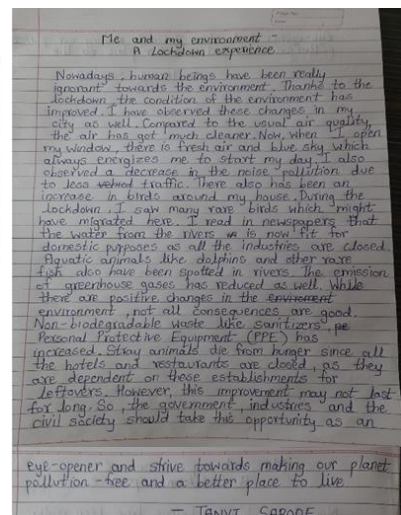 Me and my environment -
A Lockdown experience
Nowadays, human beings have been really
ignorant towards the environment. Thanks to the
lockdown, the condition of the environment has
improved. I have observed these changes in my
city as well. Compared to the usual air quality,
the air has got much cleaner. Now, when I open
my window, there is fresh air and blue sky which
always energizes me to start my day. I also
observed a decrease in the noise pollution due
to less traffic. There also has been an
increase in birds around my house. During the
lockdown, I saw many rare birds which might
have migrated here. I read in newspapers that
the water from the rivers is now fit for
domestic purposes as all the industries are closed.
Aquatic animals like dolphins and other rare
fish also have been spotted in rivers. The emission
of greenhouse gases has reduced as well. While
there are positive changes in the enviroment
environment, not all consequences are good.
Non-biodegradable waste like sanitizers, pe
Personal Protective Equipment (PPE) has
increased. Stray animals die from hunger since all
the hotels and restaurants are closed, as they
are dependent on these establishments for
leftovers. However, this improvement may not last
for long. So, the government, industries and the
civil society should take this opportunity as an
eye-opener and strive towards making our planet
pollution-free and a better place to live